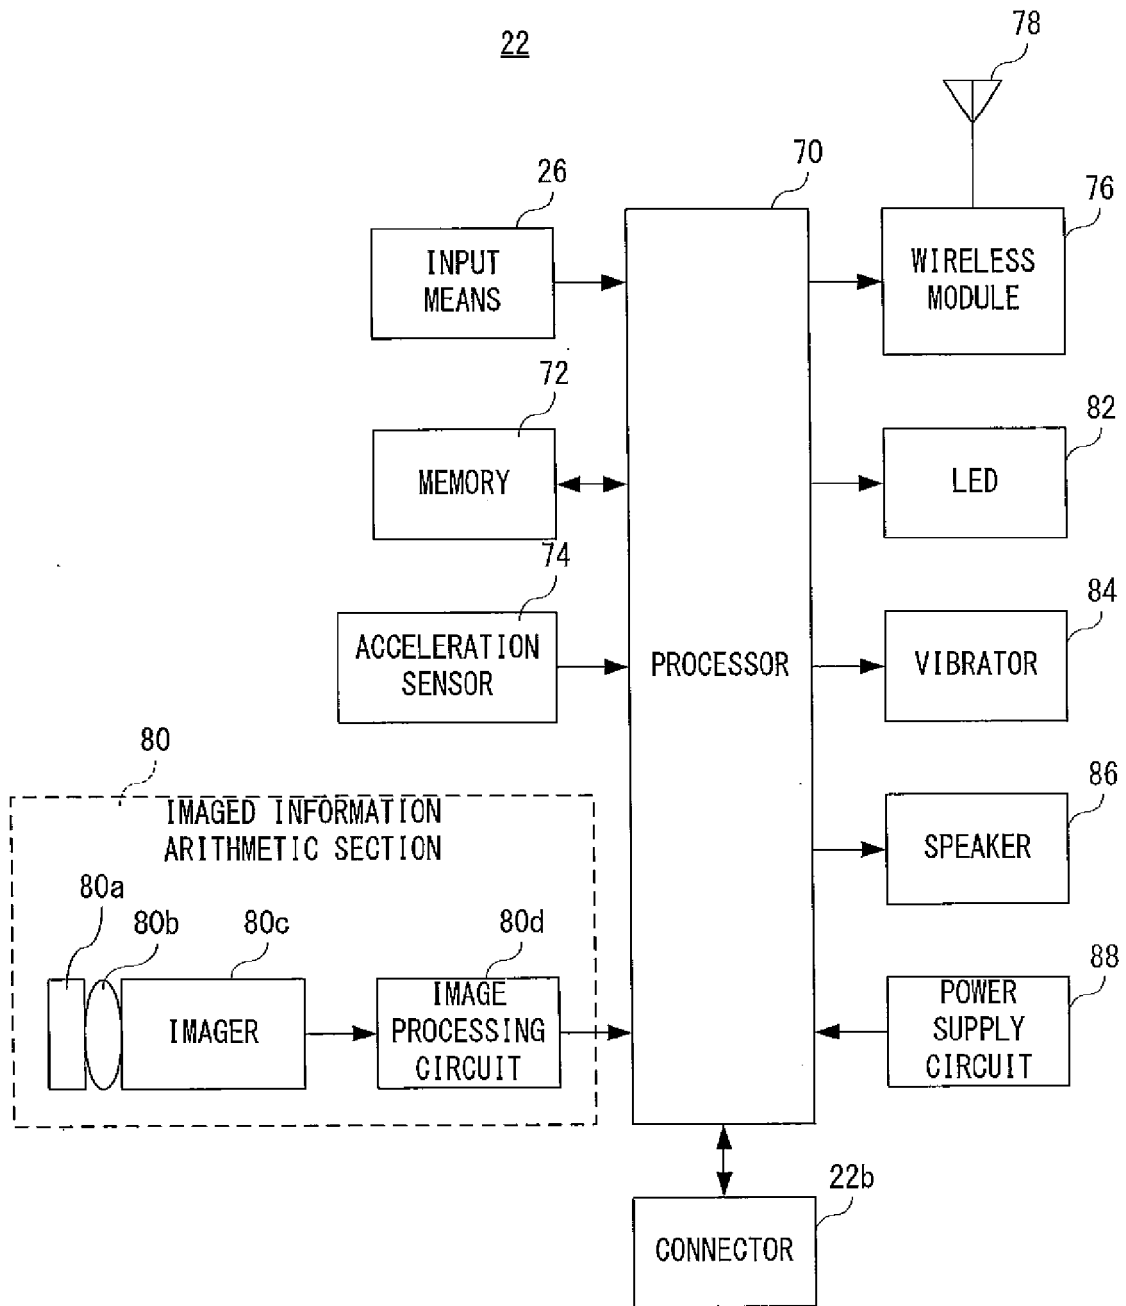 22
78
26
70
76
INPUT
MEANS
WIRELESS
MODULE
72
82
MEMORY
LED
74
84
ACCELERATION
SENSOR
PROCESSOR
VIBRATOR
80
86
IMAGED INFORMATION
ARITHMETIC SECTION
SPEAKER
80a
80b
80c
80d
88
IMAGER
IMAGE
PROCESSING
CIRCUIT
POWER
SUPPLY
CIRCUIT
22b
CONNECTOR